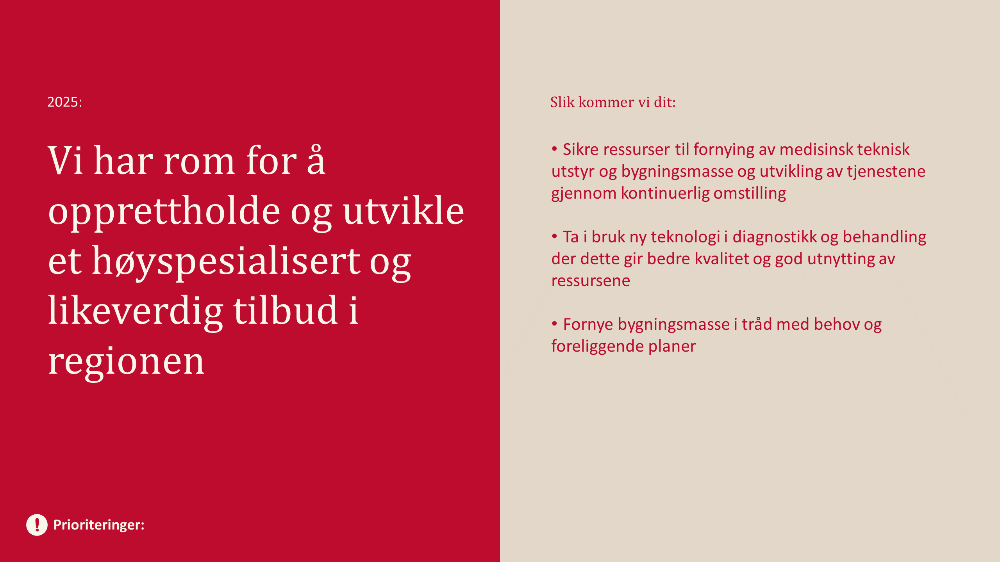 2025:
Vi har rom for å
opprettholde og utvikle
et høyspesialisert og
likeverdig tilbud i
regionen
Prioriteringer:
Slik kommer vi dit:
• Sikre ressurser til fornying av medisinsk teknisk
utstyr og bygningsmasse og utvikling av tjenestene
gjennom kontinuerlig omstilling
• Ta i bruk ny teknologi i diagnostikk og behandling
der dette gir bedre kvalitet og god utnytting av
ressursene
• Fornye bygningsmasse i tråd med behov og
foreliggende planer